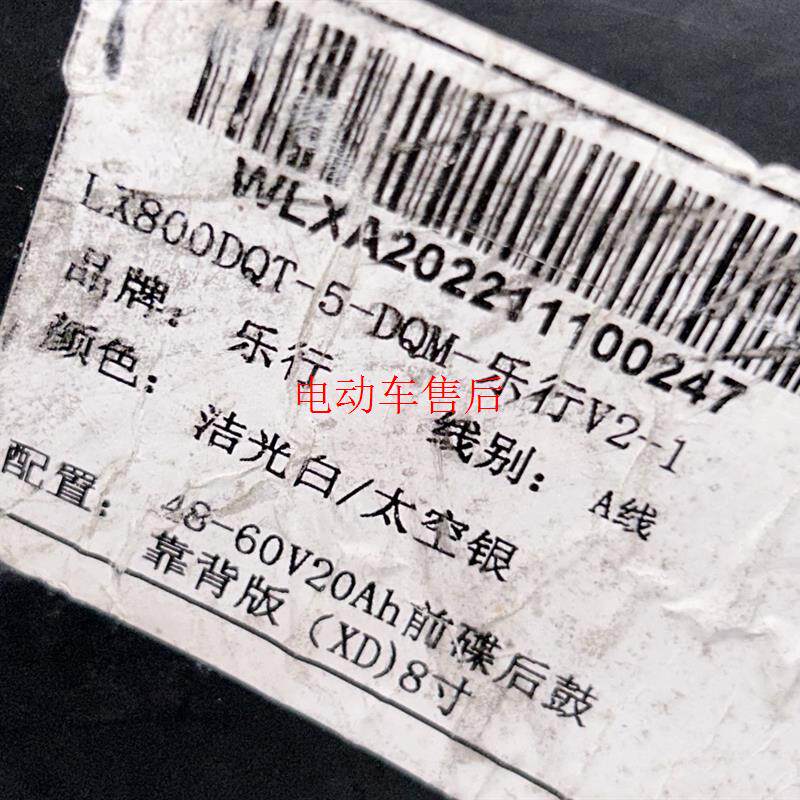 WLXA202211100247
LX800DQT-5-DQM-乐行V2-1
品牌: 乐行 线别: A线
颜色: 洁光白/太空银
配置: 48-60V20Ah前碟后鼓
靠背版(XD)8寸
电动车售后